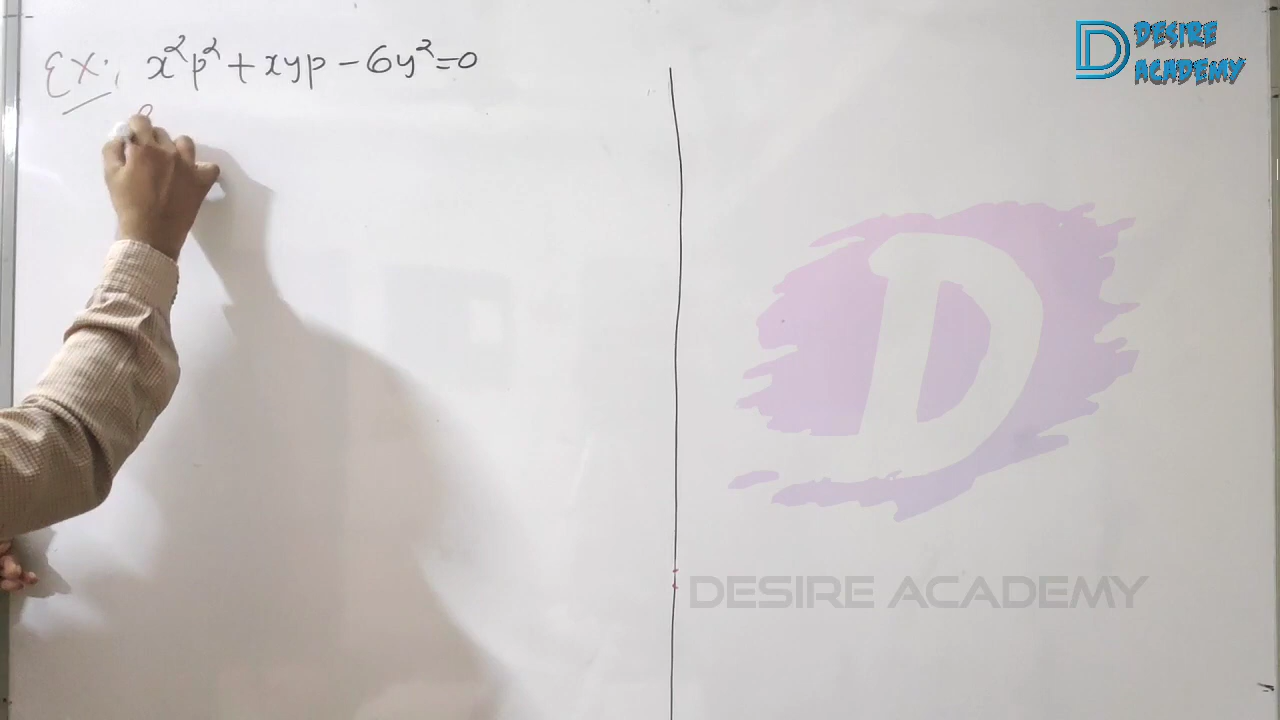 Ex:, x²p² + xyp - 6y² = 0
DESIRE
ACADEMY
DESIRE ACADEMY